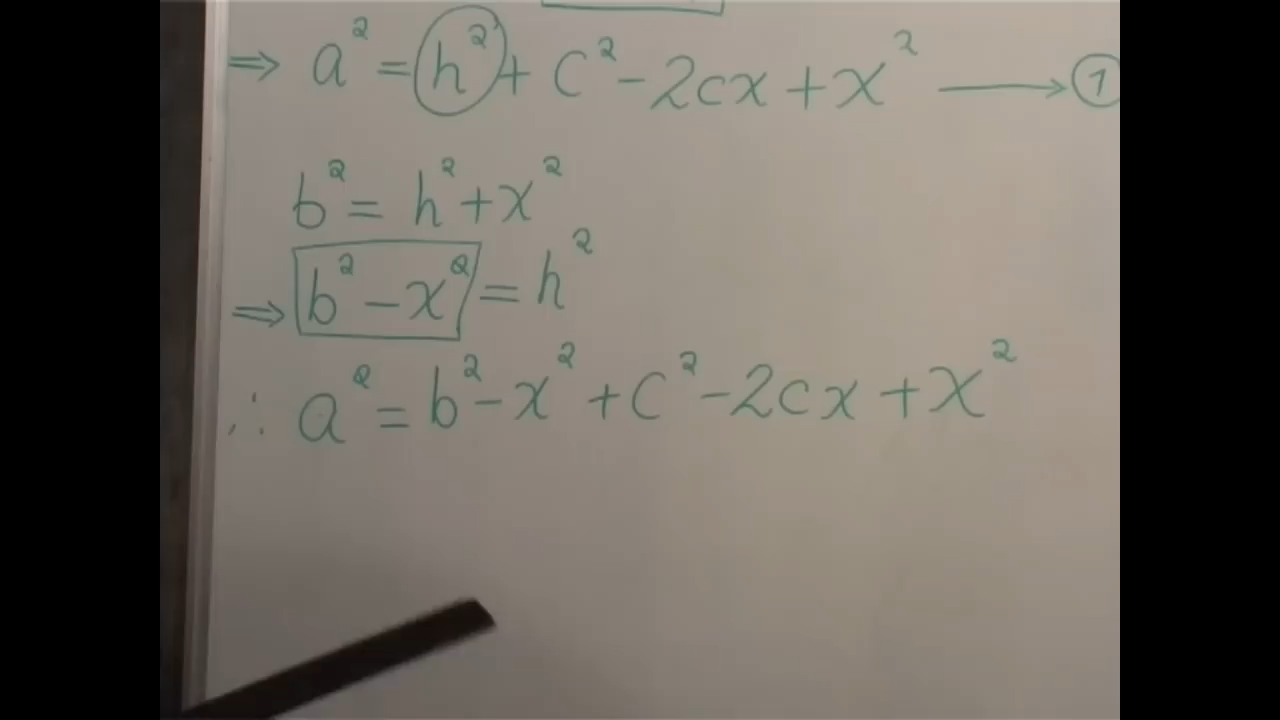 ⇒ a² = h² + c² - 2cx + x² ⟶ ①
b² = h² + x²
⇒ b² - x² = h²
∴ a² = b² - x² + c² - 2cx + x²